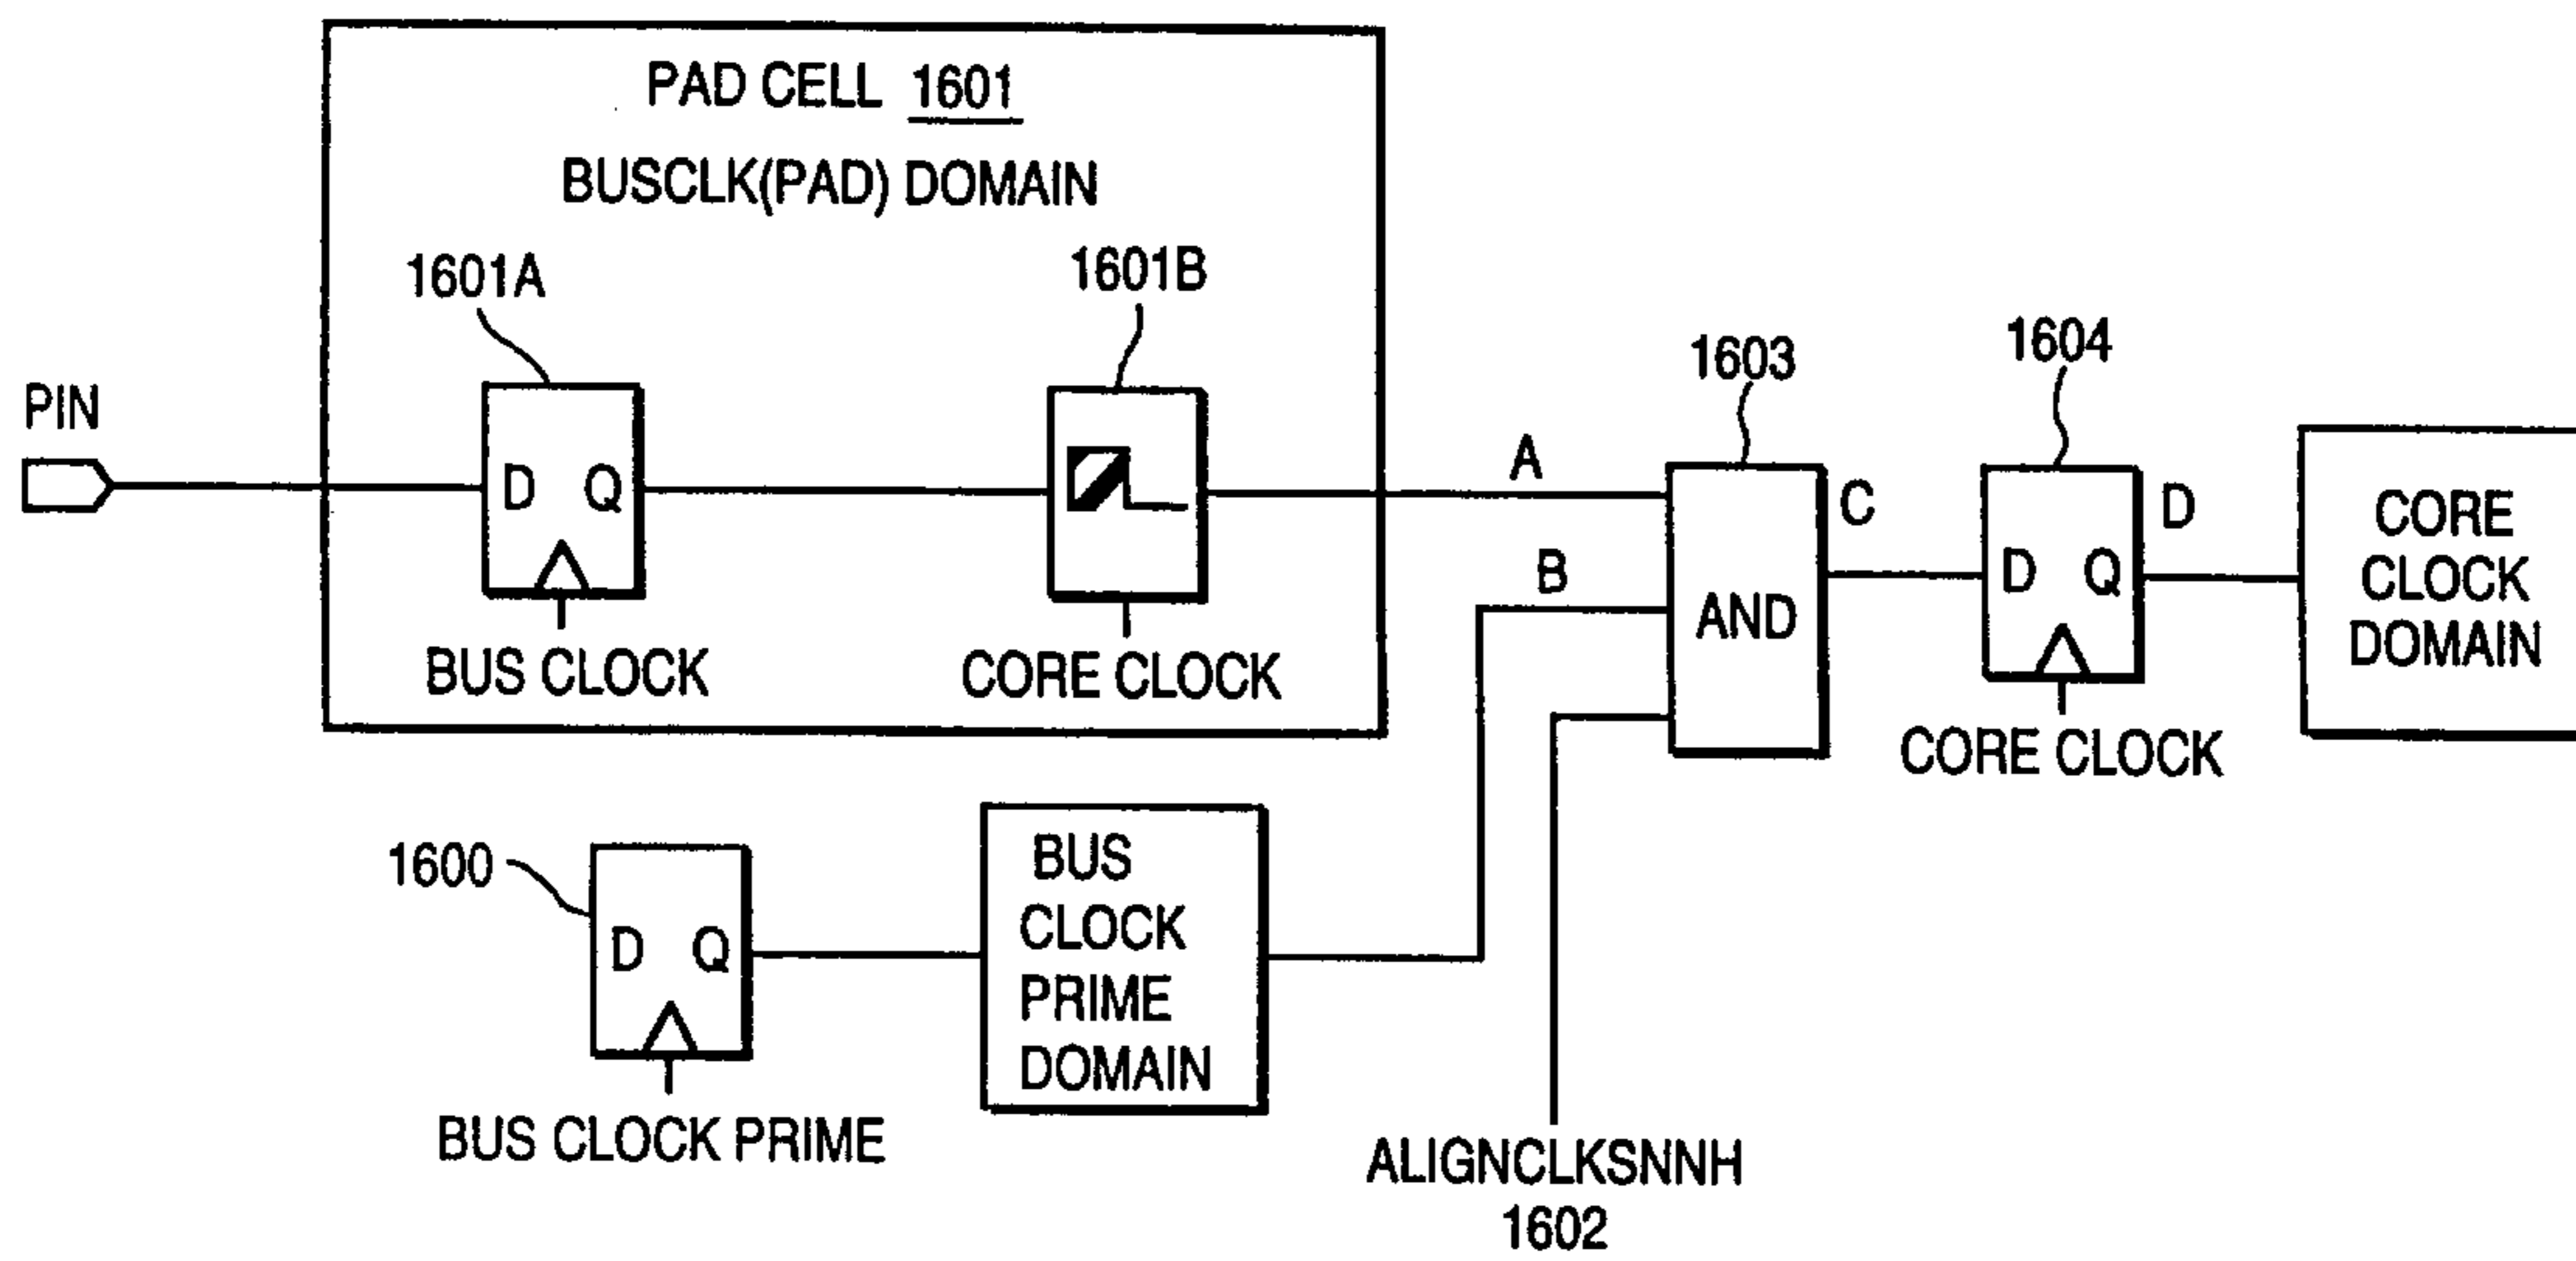 PAD CELL 1601
BUSCLK(PAD) DOMAIN
1601A
1601B
PIN
D Q
BUS CLOCK
CORE CLOCK
A
B
1603
AND
C
1604
D Q
CORE CLOCK
D
CORE
CLOCK
DOMAIN
1600
D Q
BUS CLOCK PRIME
BUS
CLOCK
PRIME
DOMAIN
ALIGNCLKSNNH
1602